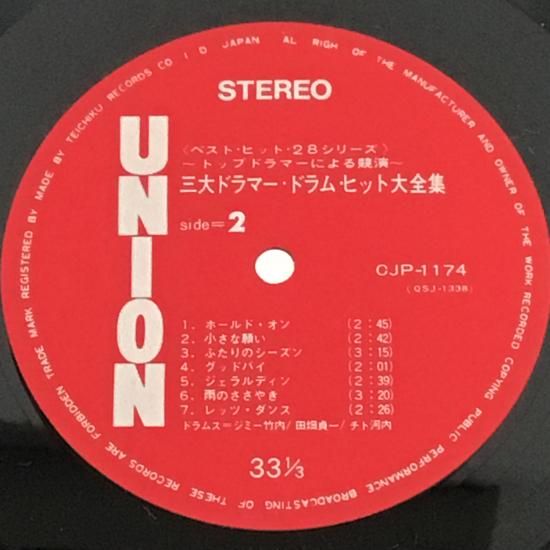 STEREO
UNION
〈ベスト・ヒット・28シリーズ〉
〜トップドラマーによる競演〜
三大ドラマー・ドラム・ヒット大全集
side=2
CJP-1174
(QSJ-1338)
1. ホールド・オン (2:45)
2. 小さな願い (2:42)
3. ふたりのシーズン (3:15)
4. グッドバイ (2:01)
5. ジェラルディン (2:39)
6. 雨のささやき (3:20)
7. レッツ・ダンス (2:26)
ドラムス=ジミー竹内/田畑貞一/チト河内
33 1/3
MADE BY TEICHIKU RECORDS CO JAPAN AL RIGH OF THE MANUFACTURER AND OWNER OF THE WORK RECORDED COPYING PUBLIC PERFORMANCE BROADCASTING OF THESE RECORDS ARE FORBIDDEN TRADE MARK REGISTERED BY